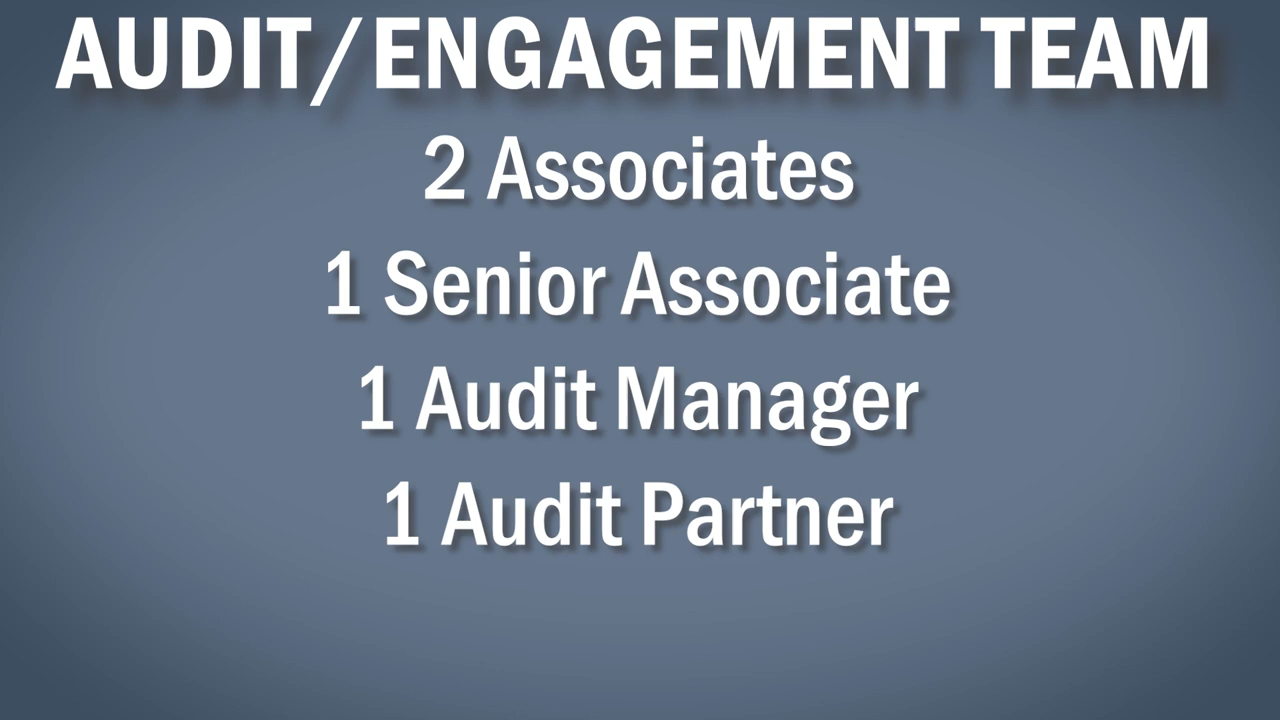 AUDIT/ENGAGEMENT TEAM
2 Associates
1 Senior Associate
1 Audit Manager
1 Audit Partner